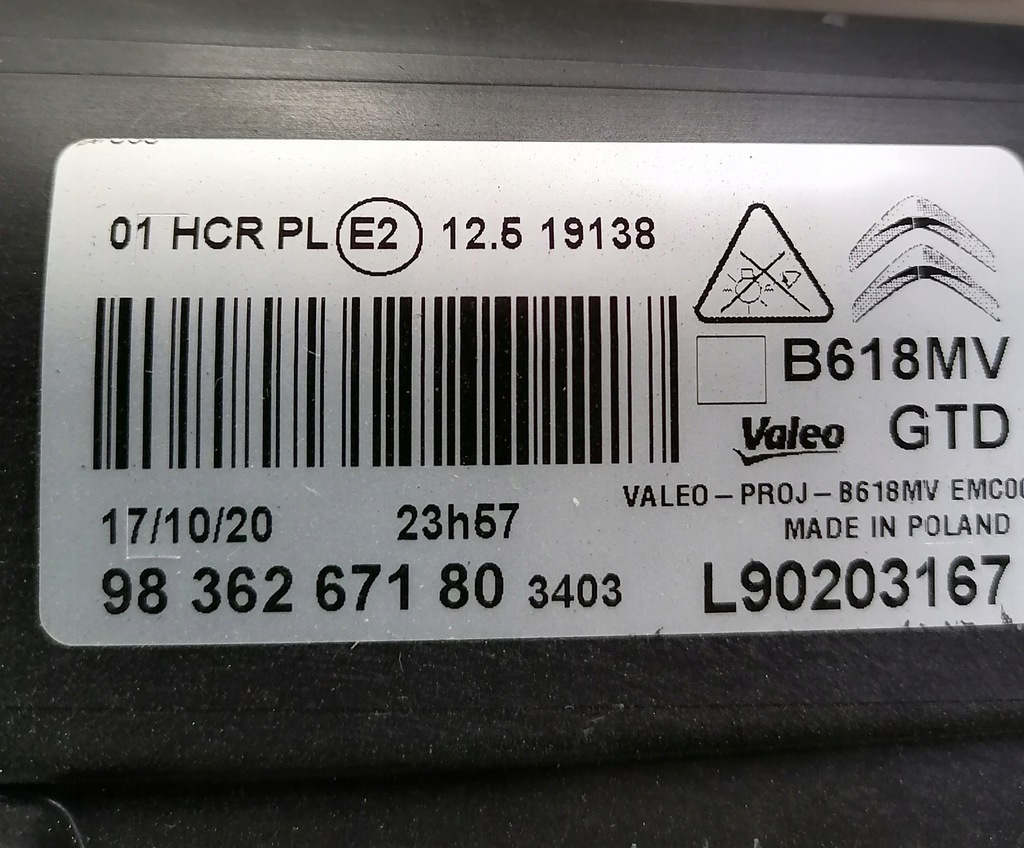 01 HCR PL E2 12.5 19138
B618MV
Valeo GTD
VALEO-PROJ-B618MV
MADE IN POLAND
17/10/20 23h57
98 362 671 80 3403 L90203167